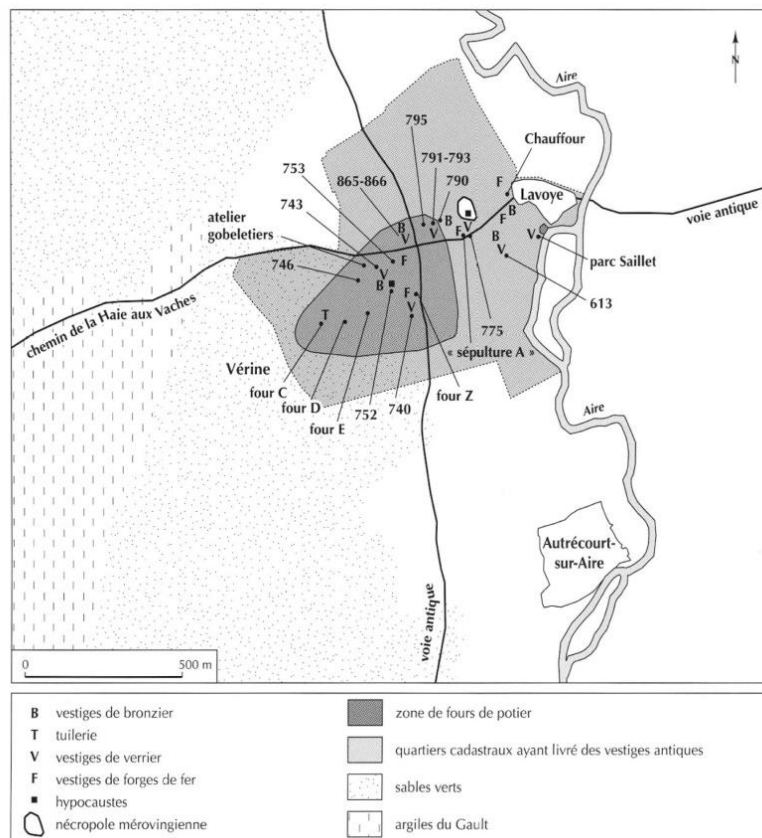 Aire
N
795
Chauffour
791-793
753
F
790
Lavoye
865-866
743
B
B
F
voie antique
atelier
gobeletiers
B
V
V
V
F
B
V
F
V
parc Saillet
746
V
B
F
613
chemin de la Haie aux Vaches
T
V
775
« sépulture A »
Vérine
four C
four D
four E
752
740
four Z
Aire
Autrécourt-
sur-Aire
voie antique
0
500 m
B vestiges de bronzier
T tuilerie
V vestiges de verrier
F vestiges de forges de fer
hypocaustes
nécropole mérovingienne
zone de fours de potier
quartiers cadastraux ayant livré des vestiges antiques
sables verts
argiles du Gault